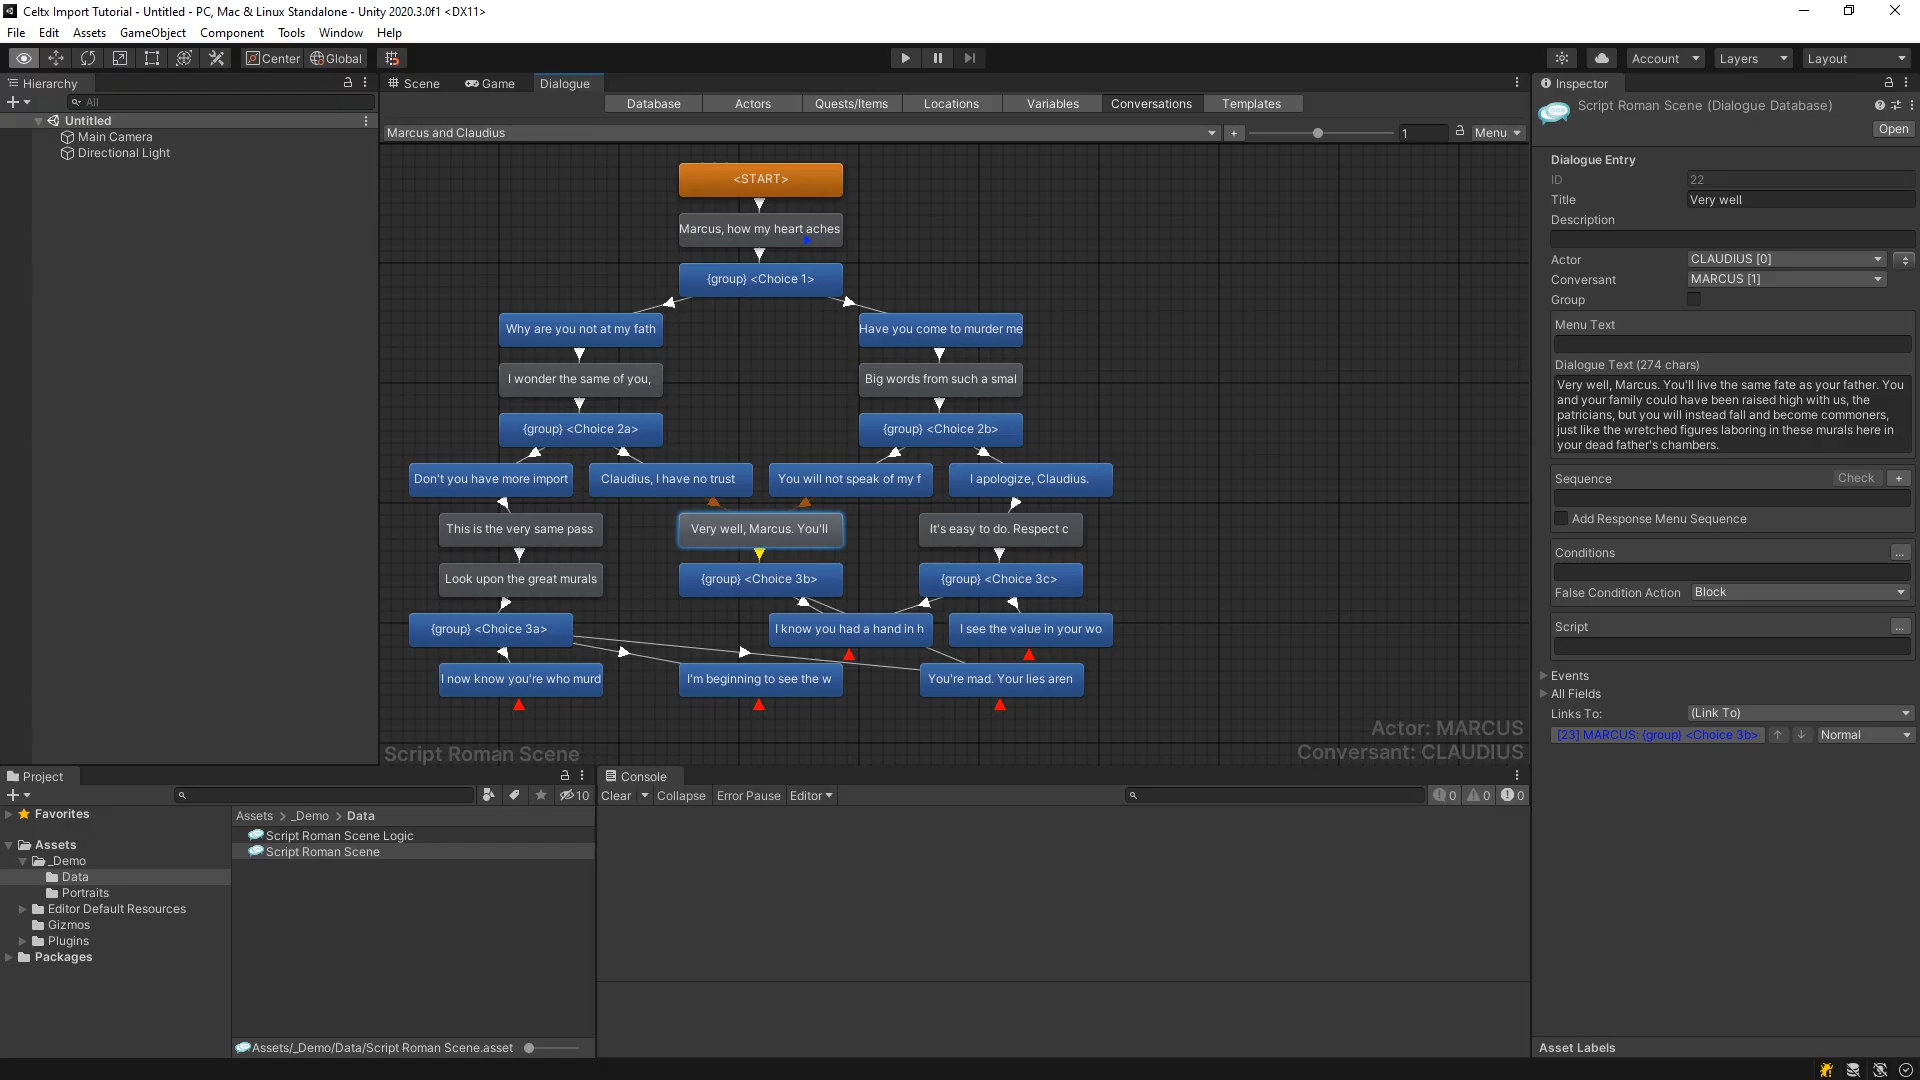 Celtx Import Tutorial - Untitled - PC, Mac & Linux Standalone - Unity 2020.3.0f1 <DX11>
File Edit Assets GameObject Component Tools Window Help
Center Global Account Layers Layout
Hierarchy
All
Untitled
Main Camera
Directional Light
Scene Game Dialogue
Database Actors Quests/Items Locations Variables Conversations Templates
Marcus and Claudius + 1 Menu
<START>
Marcus, how my heart aches
{group} <Choice 1>
Why are you not at my fath Have you come to murder me
I wonder the same of you, Big words from such a smal
{group} <Choice 2a> {group} <Choice 2b>
Don't you have more import Claudius, I have no trust You will not speak of my f I apologize, Claudius.
This is the very same pass Very well, Marcus. You'll It's easy to do. Respect c
Look upon the great murals {group} <Choice 3b> {group} <Choice 3c>
{group} <Choice 3a> I know you had a hand in h I see the value in your wo
I now know you're who murd I'm beginning to see the w You're mad. Your lies aren
Actor: MARCUS
Script Roman Scene Conversant: CLAUDIUS
Inspector
Script Roman Scene (Dialogue Database)
Open
Dialogue Entry
ID 22
Title Very well
Description
Actor CLAUDIUS [0]
Conversant MARCUS [1]
Group
Menu Text
Dialogue Text (274 chars)
Very well, Marcus. You'll live the same fate as your father. You
and your family could have been raised high with us, the
patricians, but you will instead fall and become commoners,
just like the wretched figures laboring in these murals here in
your dead father's chambers.
Sequence Check +
Add Response Menu Sequence
Conditions ...
False Condition Action Block
Script ...
Events
All Fields
Links To: (Link To)
[23] MARCUS: {group} <Choice 3b> Normal
Asset Labels
Project
10
Favorites
Assets
_Demo
Data
Portraits
Editor Default Resources
Gizmos
Plugins
Packages
Assets > _Demo > Data
Script Roman Scene Logic
Script Roman Scene
Assets/_Demo/Data/Script Roman Scene.asset
Console
Clear Collapse Error Pause Editor 0 0 0